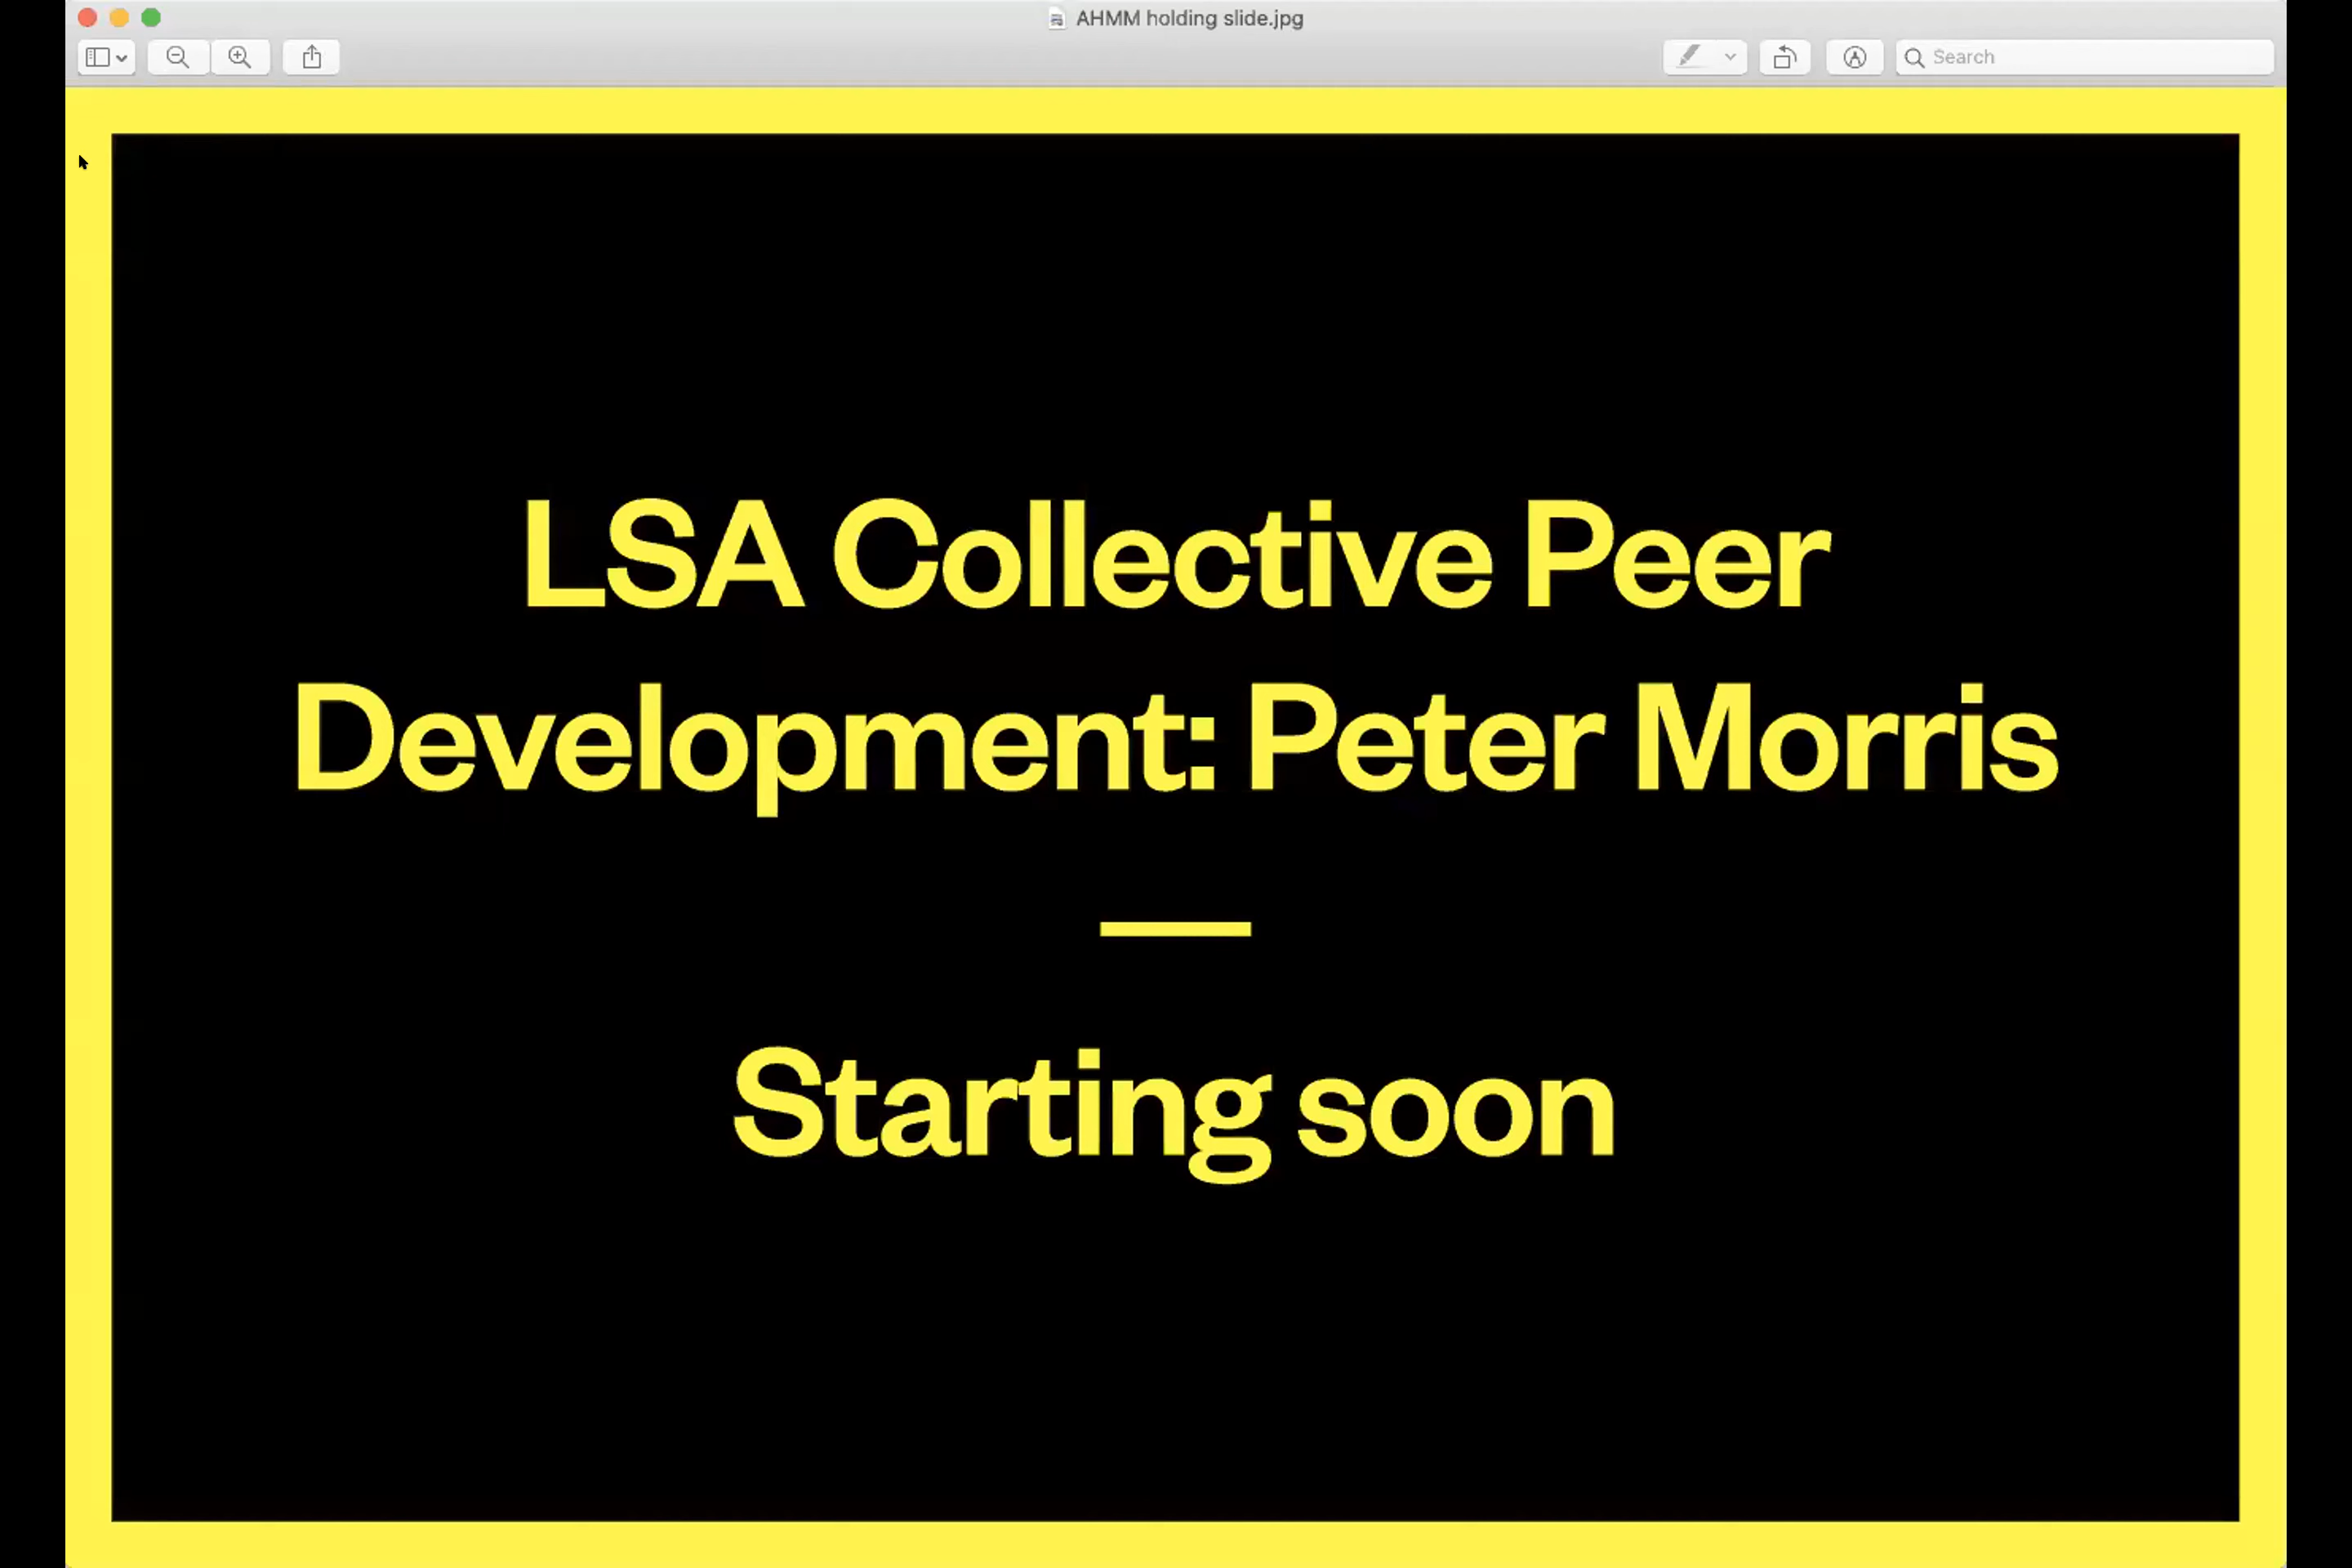 AHMM holding slide.jpg
Search
LSA Collective Peer
Development: Peter Morris
Starting soon